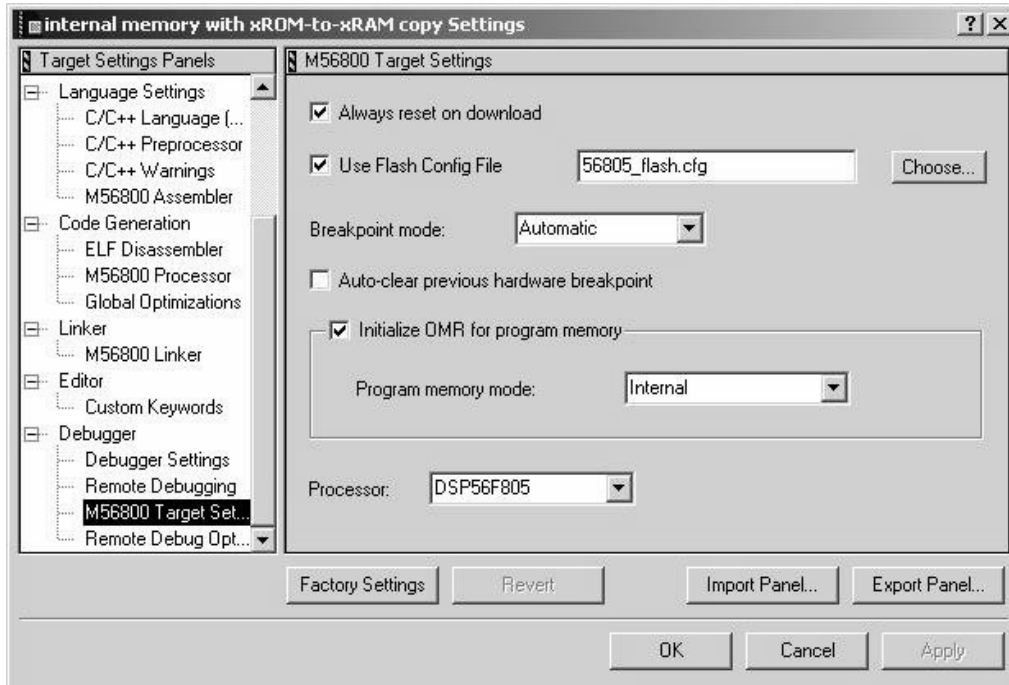 internal memory with xROM-to-xRAM copy Settings
Target Settings Panels
Language Settings
C/C++ Language (...
C/C++ Preprocessor
C/C++ Warnings
M56800 Assembler
Code Generation
ELF Disassembler
M56800 Processor
Global Optimizations
Linker
M56800 Linker
Editor
Custom Keywords
Debugger
Debugger Settings
Remote Debugging
M56800 Target Set...
Remote Debug Opt...
M56800 Target Settings
Always reset on download
Use Flash Config File 56805_flash.cfg Choose...
Breakpoint mode: Automatic
Auto-clear previous hardware breakpoint
Initialize OMR for program memory
Program memory mode: Internal
Processor: DSP56F805
Factory Settings Revert Import Panel... Export Panel...
OK Cancel Apply